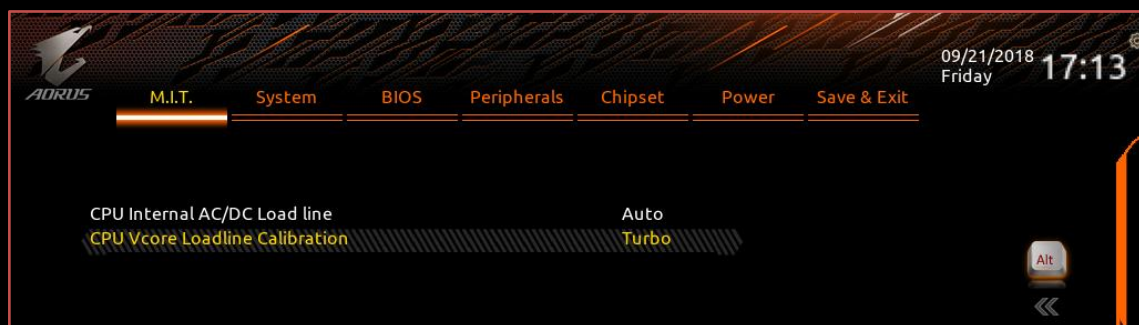 09/21/2018 17:13
Friday
AORUS
M.I.T. System BIOS Peripherals Chipset Power Save & Exit
CPU Internal AC/DC Load line Auto
CPU Vcore Loadline Calibration Turbo
Alt